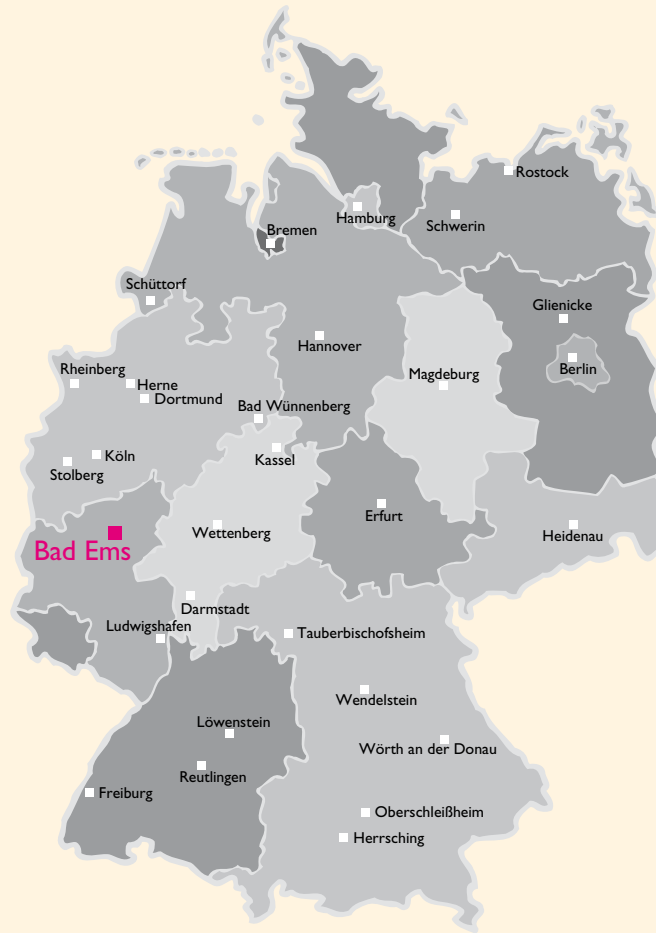 Rostock
Hamburg
Schwerin
Bremen
Schüttorf
Glienicke
Hannover
Berlin
Rheinberg
Magdeburg
Herne
Dortmund
Bad Wünnenberg
Köln
Kassel
Stolberg
Erfurt
Wettenberg
Heidenau
Bad Ems
Darmstadt
Ludwigshafen
Tauberbischofsheim
Wendelstein
Löwenstein
Wörth an der Donau
Reutlingen
Freiburg
Oberschleißheim
Herrsching